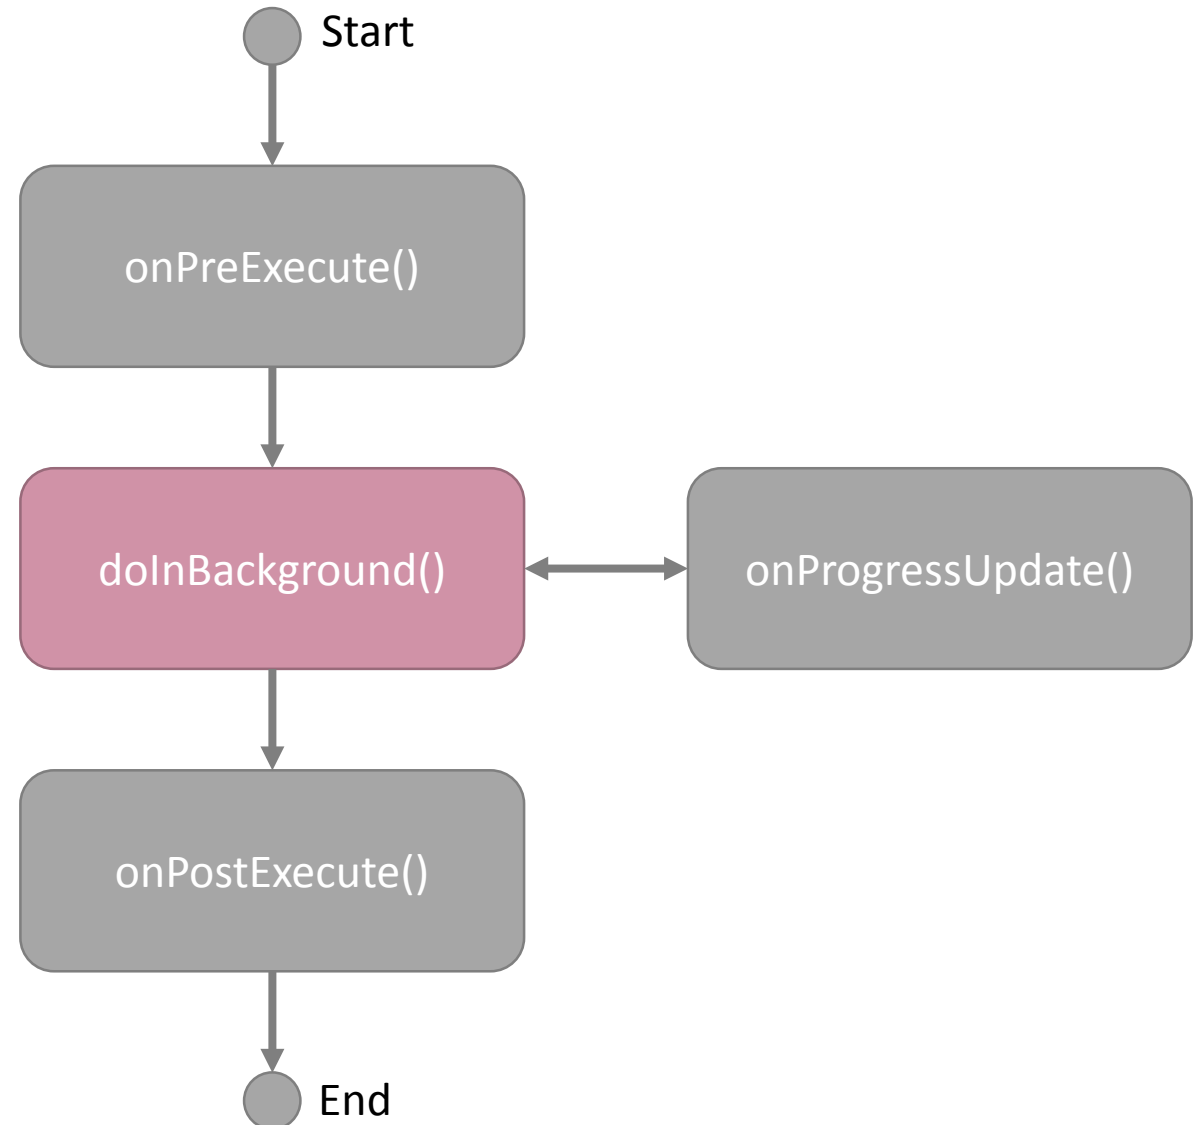 Start
onPreExecute()
doInBackground()
onProgressUpdate()
onPostExecute()
End